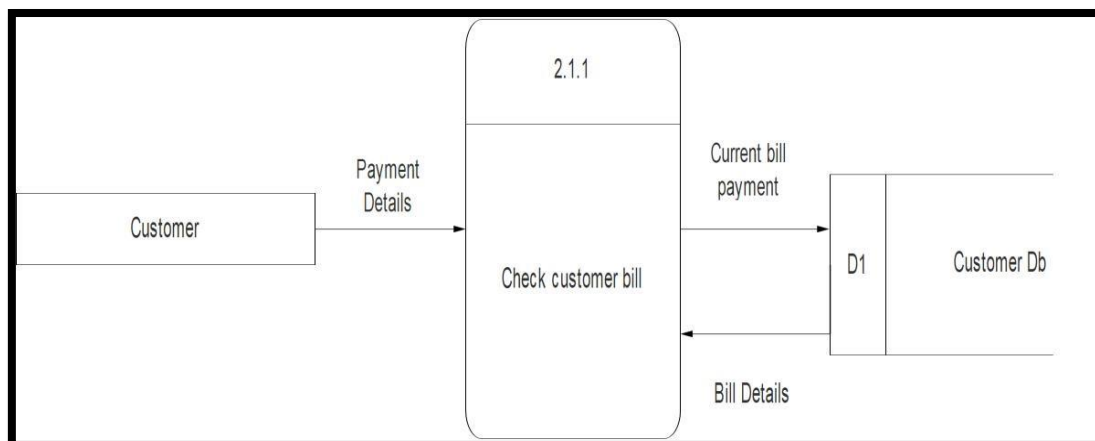 2.1.1
Payment
Details
Current bill
payment
Customer
Check customer bill
D1
Customer Db
Bill Details